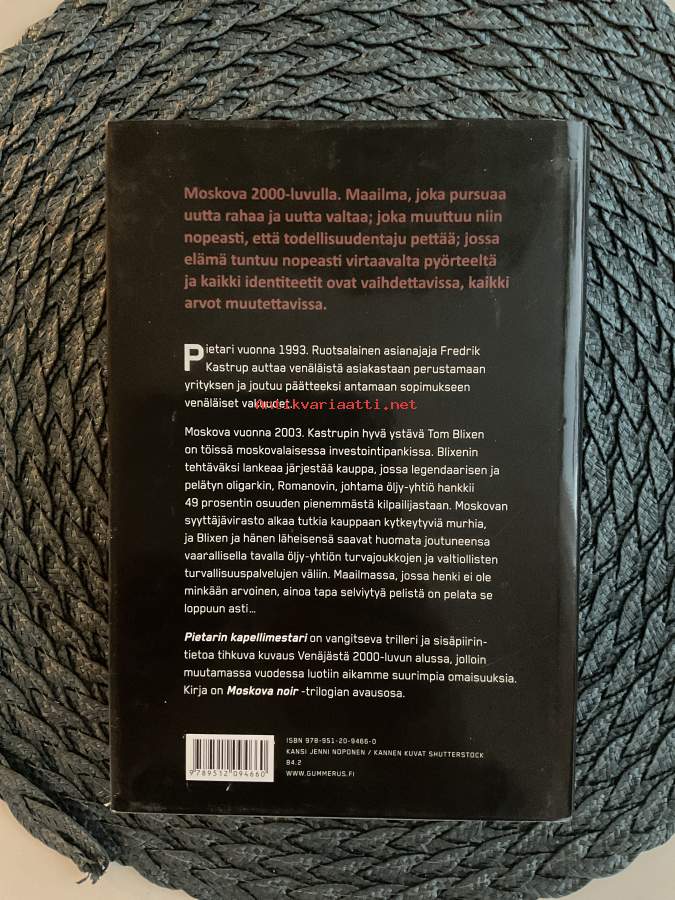 Moskova 2000-luvulla. Maailma, joka pursuaa
uutta rahaa ja uutta valtaa; joka muuttuu niin
nopeasti, että todellisuudentaju pettää; jossa
elämä tuntuu nopeasti virtaavalta pyörteeltä
ja kaikki identiteetit ovat vaihdettavissa, kaikki
arvot muutettavissa.
Pietari vuonna 1993. Ruotsalainen asianajaja Fredrik
Kastrup auttaa venäläistä asiakastaan perustamaan
yrityksen ja joutuu päätteeksi antamaan sopimukseen
venäläiset vakuudet
Antikvariaatti.net
Moskova vuonna 2003. Kastrupin hyvä ystävä Tom Blixen
on töissä moskovalaisessa investointipankissa. Blixenin
tehtäväksi lankeaa järjestää kauppa, jossa legendaarisen ja
pelätyn oligarkin, Romanovin, johtama öljy-yhtiö hankkii
49 prosentin osuuden pienemmästä kilpailijastaan. Moskovan
syyttäjävirasto alkaa tutkia kauppaan kytkeytyviä murhia,
ja Blixen ja hänen läheisensä saavat huomata joutuneensa
vaarallisella tavalla öljy-yhtiön turvajoukkojen ja valtiollisten
turvallisuuspalvelujen väliin. Maailmassa, jossa henki ei ole
minkään arvoinen, ainoa tapa selviytyä pelistä on pelata se
loppuun asti...
Pietarin kapellimestari on vangitseva trilleri ja sisäpiirin-
tietoa tihkuva kuvaus Venäjästä 2000-luvun alussa, jolloin
muutamassa vuodessa luotiin aikamme suurimpia omaisuuksia.
Kirja on Moskova noir -trilogian avausosa.
ISBN 978-951-20-9466-0
KANSI JENNI NOPONEN / KANNEN KUVAT SHUTTERSTOCK
84.2
WWW.GUMMERUS.FI
9 789512 094660